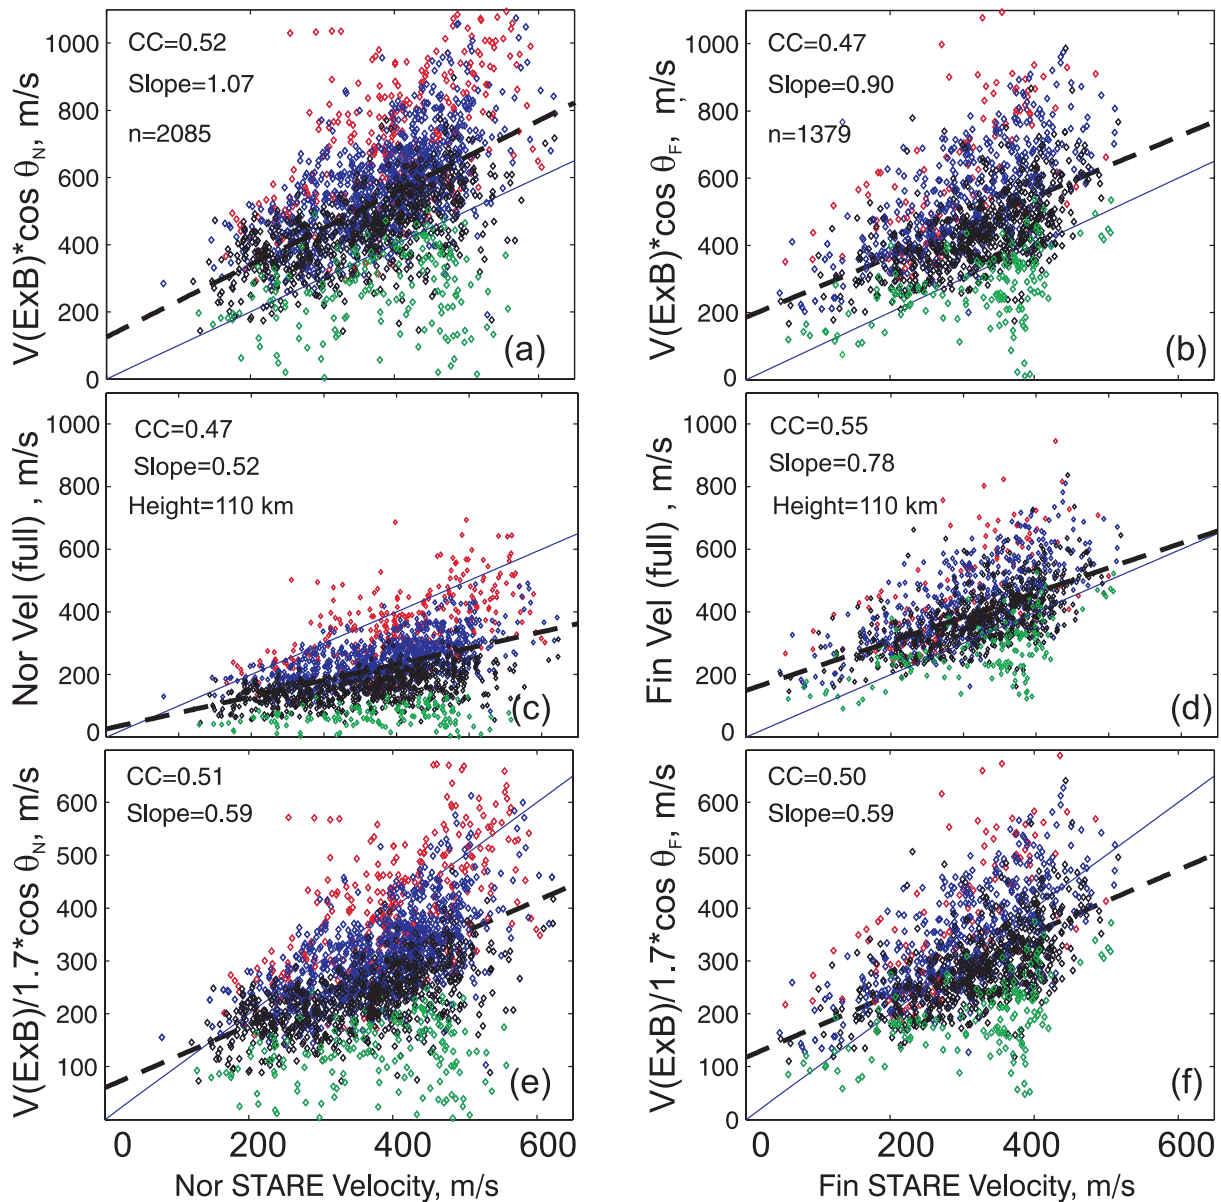 V(ExB)*cos θN, m/s
1000
800
600
400
200
0
CC=0.52
Slope=1.07
n=2085
(a)
V(ExB)*cos θF, m/s
1000
800
600
400
200
0
CC=0.47
Slope=0.90
n=1379
(b)
Nor Vel (full) , m/s
1000
800
600
400
200
0
CC=0.47
Slope=0.52
Height=110 km
(c)
Fin Vel (full) , m/s
1000
800
600
400
200
0
CC=0.55
Slope=0.78
Height=110 km
(d)
V(ExB)/1.7*cos θN, m/s
600
500
400
300
200
100
CC=0.51
Slope=0.59
(e)
0 200 400 600
Nor STARE Velocity, m/s
V(ExB)/1.7*cos θF, m/s
600
500
400
300
200
100
0
CC=0.50
Slope=0.59
(f)
0 200 400 600
Fin STARE Velocity, m/s